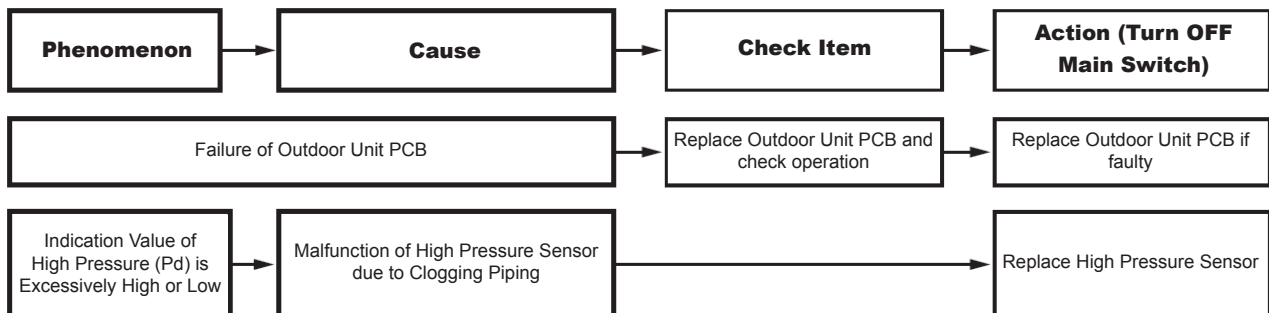 Phenomenon
Cause
Check Item
Action (Turn OFF
Main Switch)
Failure of Outdoor Unit PCB
Replace Outdoor Unit PCB and
check operation
Replace Outdoor Unit PCB if
faulty
Indication Value of
High Pressure (Pd) is
Excessively High or Low
Malfunction of High Pressure Sensor
due to Clogging Piping
Replace High Pressure Sensor